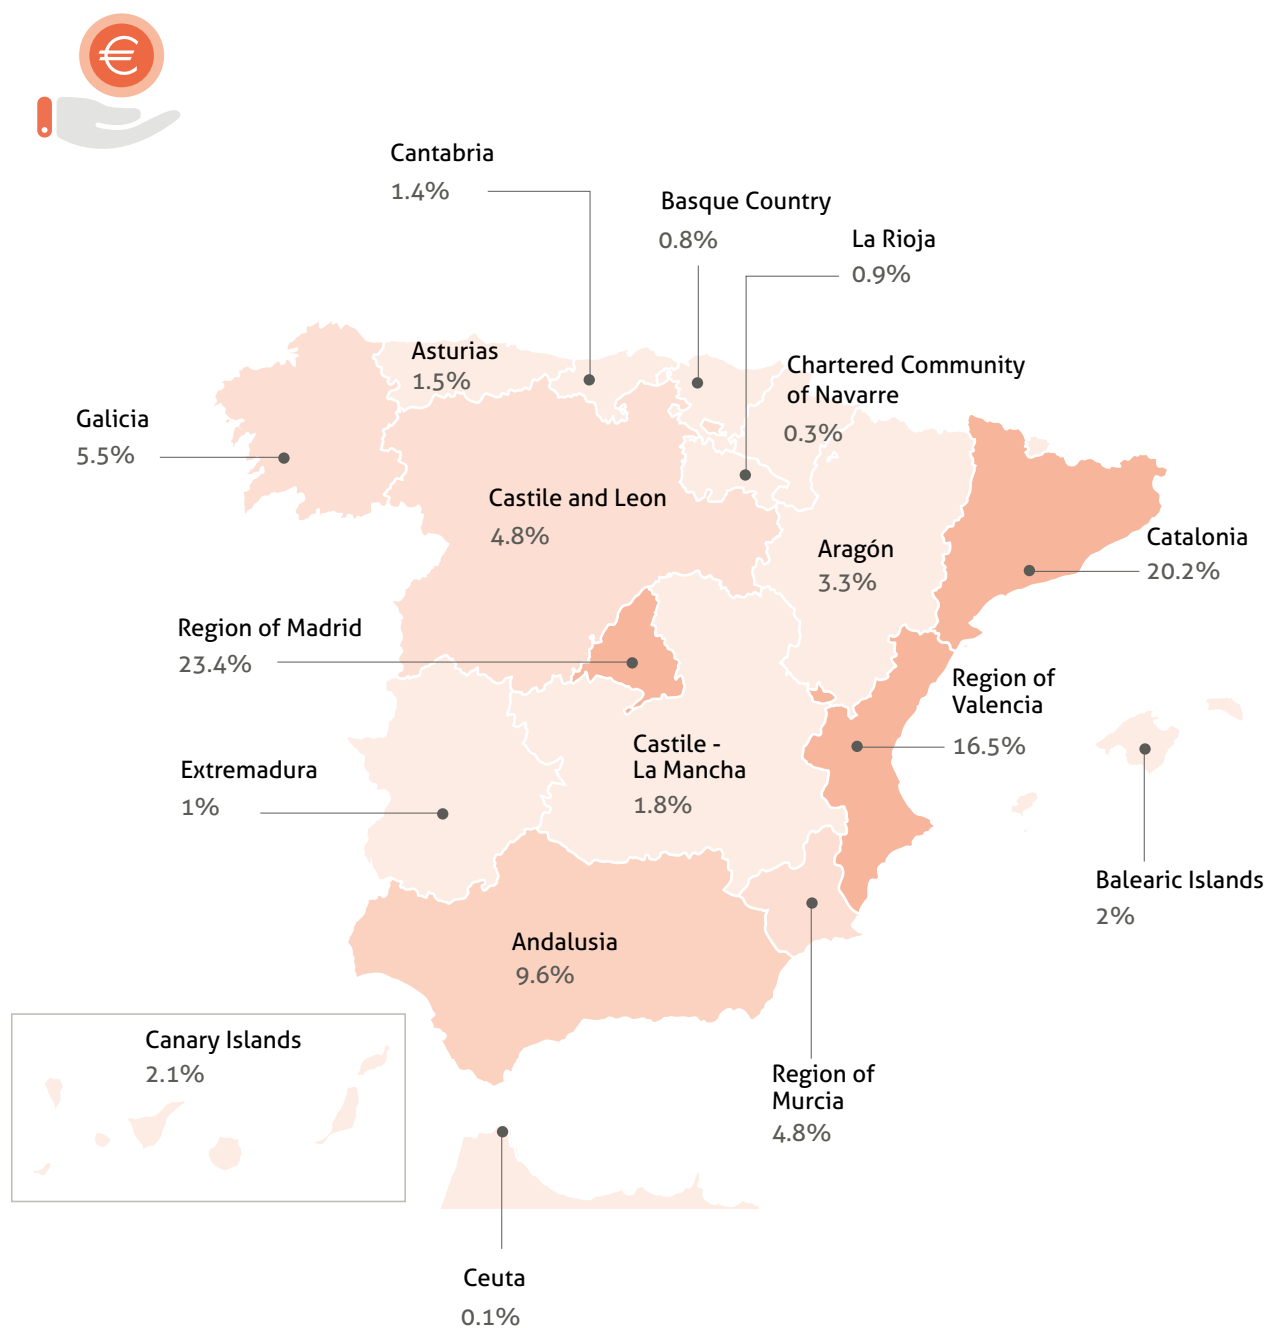 €
Cantabria
1.4%
Basque Country
0.8%
La Rioja
0.9%
Asturias
1.5%
Chartered Community
of Navarre
0.3%
Galicia
5.5%
Castile and Leon
4.8%
Aragón
3.3%
Catalonia
20.2%
Region of Madrid
23.4%
Region of
Valencia
16.5%
Castile -
La Mancha
1.8%
Extremadura
1%
Balearic Islands
2%
Andalusia
9.6%
Canary Islands
2.1%
Region of
Murcia
4.8%
Ceuta
0.1%